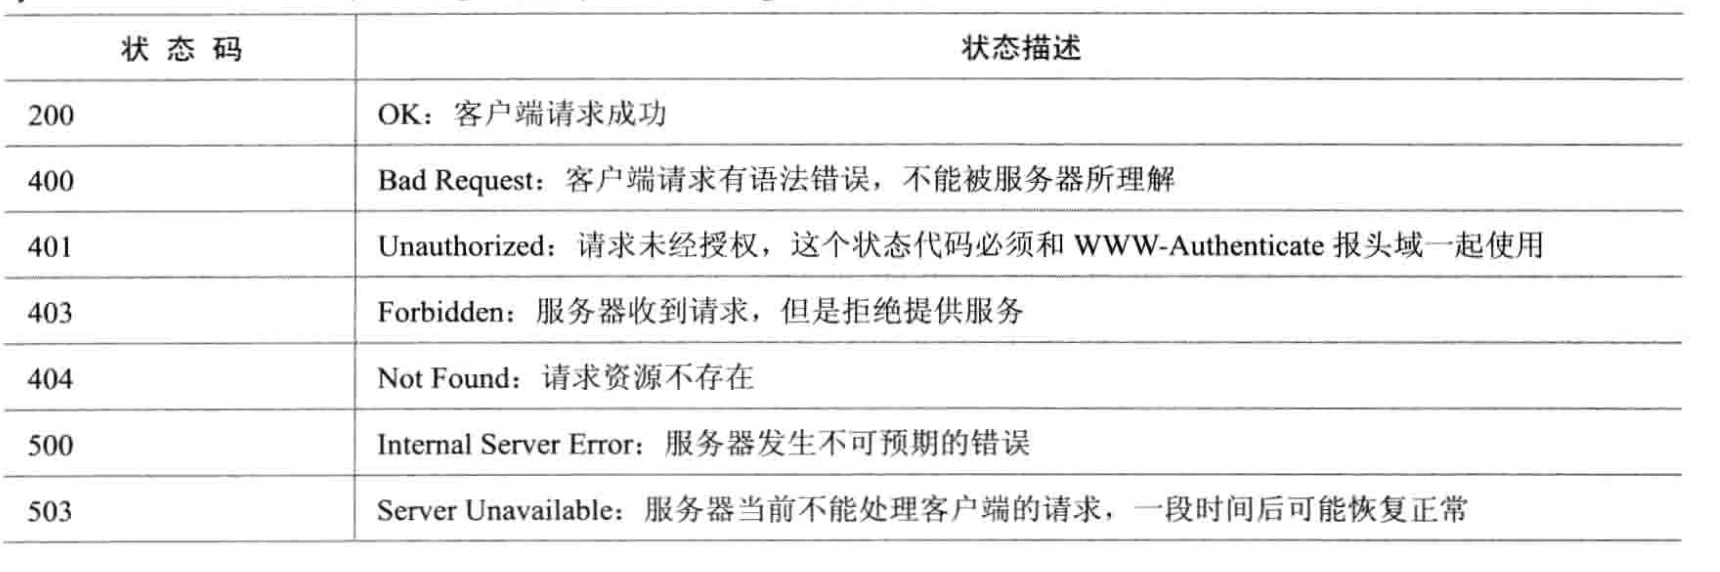 状态码 状态描述
200 OK：客户端请求成功
400 Bad Request：客户端请求有语法错误，不能被服务器所理解
401 Unauthorized：请求未经授权，这个状态代码必须和 WWW-Authenticate 报头域一起使用
403 Forbidden：服务器收到请求，但是拒绝提供服务
404 Not Found：请求资源不存在
500 Internal Server Error：服务器发生不可预期的错误
503 Server Unavailable：服务器当前不能处理客户端的请求，一段时间后可能恢复正常